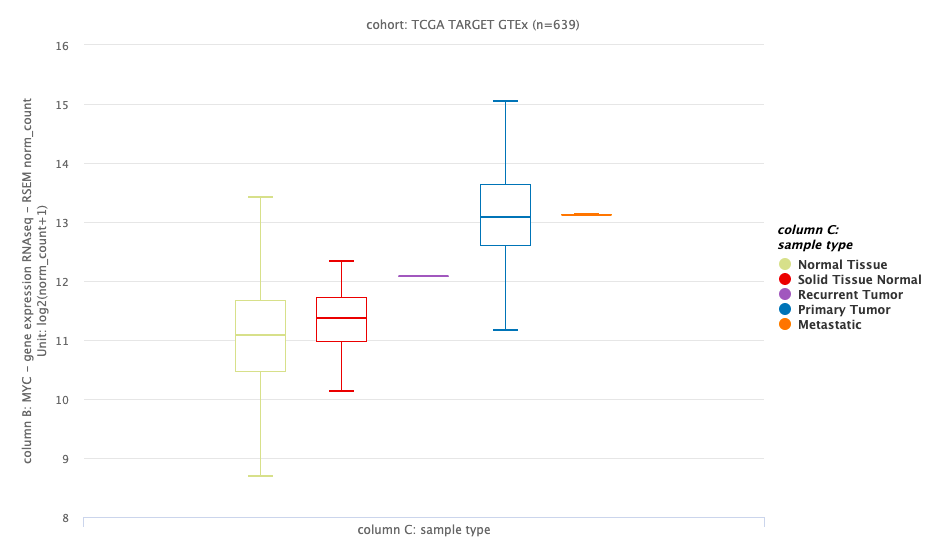 cohort: TCGA TARGET GTEx (n=639)
column B: MYC – gene expression RNAseq – RSEM norm_count
Unit: log2(norm_count+1)
16
15
14
13
12
11
10
9
8
column C: sample type
column C:
sample type
Normal Tissue
Solid Tissue Normal
Recurrent Tumor
Primary Tumor
Metastatic